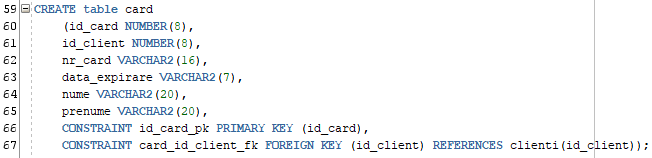 59 CREATE table card
60 (id_card NUMBER(8),
61 id_client NUMBER(8),
62 nr_card VARCHAR2(16),
63 data_expirare VARCHAR2(7),
64 nume VARCHAR2(20),
65 prenume VARCHAR2(20),
66 CONSTRAINT id_card_pk PRIMARY KEY (id_card),
67 CONSTRAINT card_id_client_fk FOREIGN KEY (id_client) REFERENCES clienti(id_client));